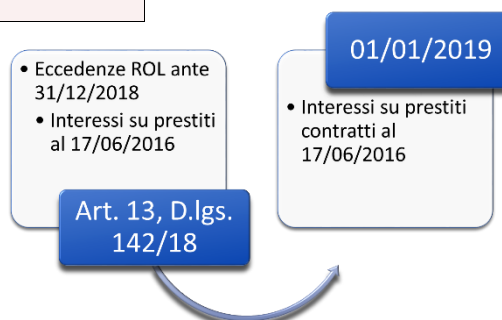 • Eccedenze ROL ante
31/12/2018
• Interessi su prestiti
al 17/06/2016
Art. 13, D.lgs.
142/18
01/01/2019
• Interessi su prestiti
contratti al
17/06/2016